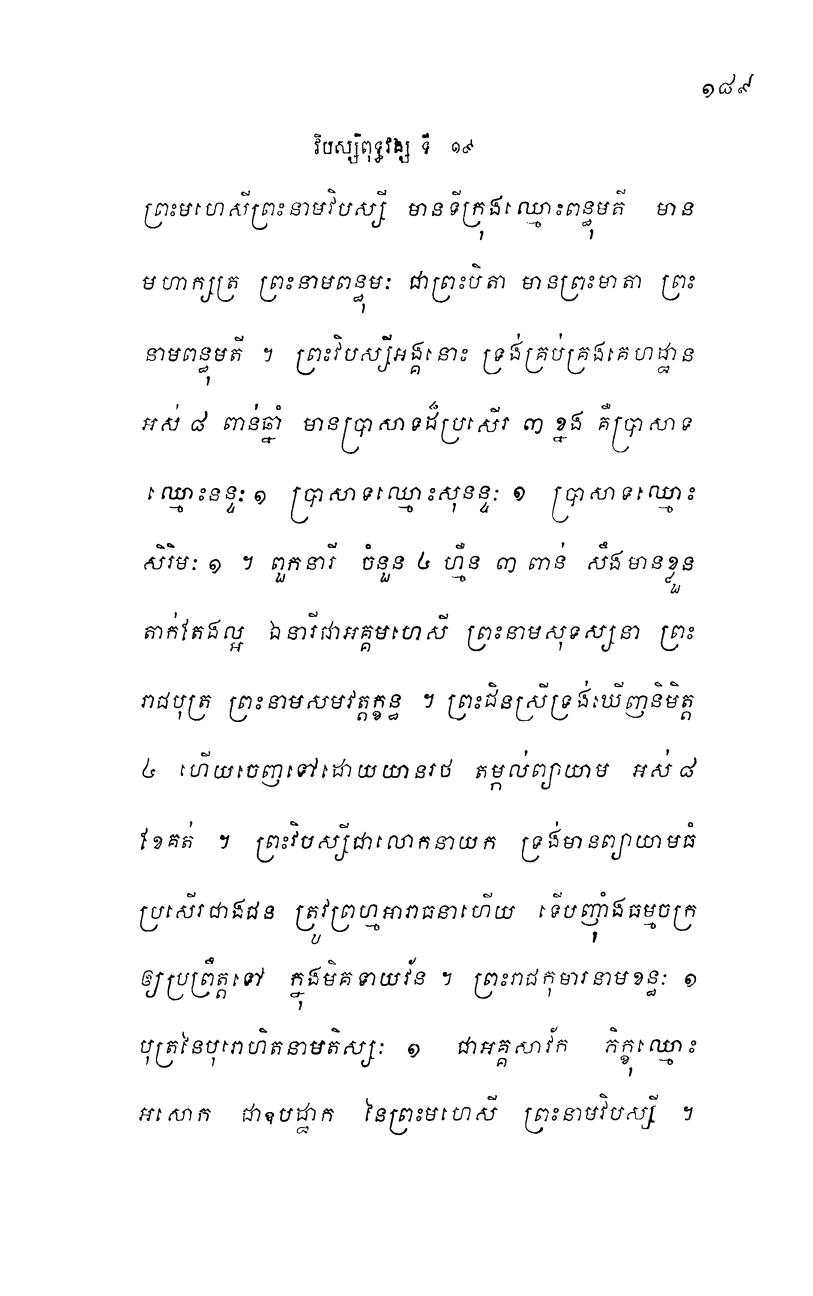 ១៨៩
វិបស្សីពុទ្ធវង្ស ទី ១៩
ព្រះមហេសីព្រះនាមវិបស្សី មានទីក្រុងឈ្មោះពន្ធុមតី មាន
មហាក្សត្រ ព្រះនាមពន្ធុមៈ ជាព្រះបិតា មានព្រះមាតា ព្រះ
នាមពន្ធុមតី ។ ព្រះវិបស្សីអង្គនោះ ទ្រង់គ្រប់គ្រងគេហដ្ឋាន
អស់ ៨ ពាន់ឆ្នាំ មានប្រាសាទដ៏ប្រសើរ ៣ ខ្នង គឺប្រាសាទ
ឈ្មោះនន្ទៈ ១ ប្រាសាទឈ្មោះសុនន្ទៈ ១ ប្រាសាទឈ្មោះ
សិរិមៈ ១ ។ ពួកនារី ចំនួន ៤ ហ្មឺន ៣ ពាន់ សឹងមានខ្លួន
តាក់តែងល្អ ឯនារីជាអគ្គមហេសី ព្រះនាមសុទស្សនា ព្រះ
រាជបុត្រ ព្រះនាមសមវត្តក្ខន្ធ ។ ព្រះជិនស្រីទ្រង់ឃើញនិមិត្ត
៤ ហើយចេញទៅដោយយានរថ តម្កល់ព្យាយាម អស់ ៨
ខែគត់ ។ ព្រះវិបស្សីជាលោកនាយក ទ្រង់មានព្យាយាមធំ
ប្រសើរជាងជន ត្រូវព្រហ្មអារាធនាហើយ ទើបញ៉ាំងធម្មចក្រ
ឲ្យប្រព្រឹត្តទៅ ក្នុងមិគទាយវ័ន ។ ព្រះរាជកុមារនាមខន្ធៈ ១
បុត្រនៃបុរោហិតនាមតិស្សៈ ១ ជាអគ្គសាវ័ក ភិក្ខុឈ្មោះ
អសោក ជាឧបដ្ឋាក នៃព្រះមហេសី ព្រះនាមវិបស្សី ។